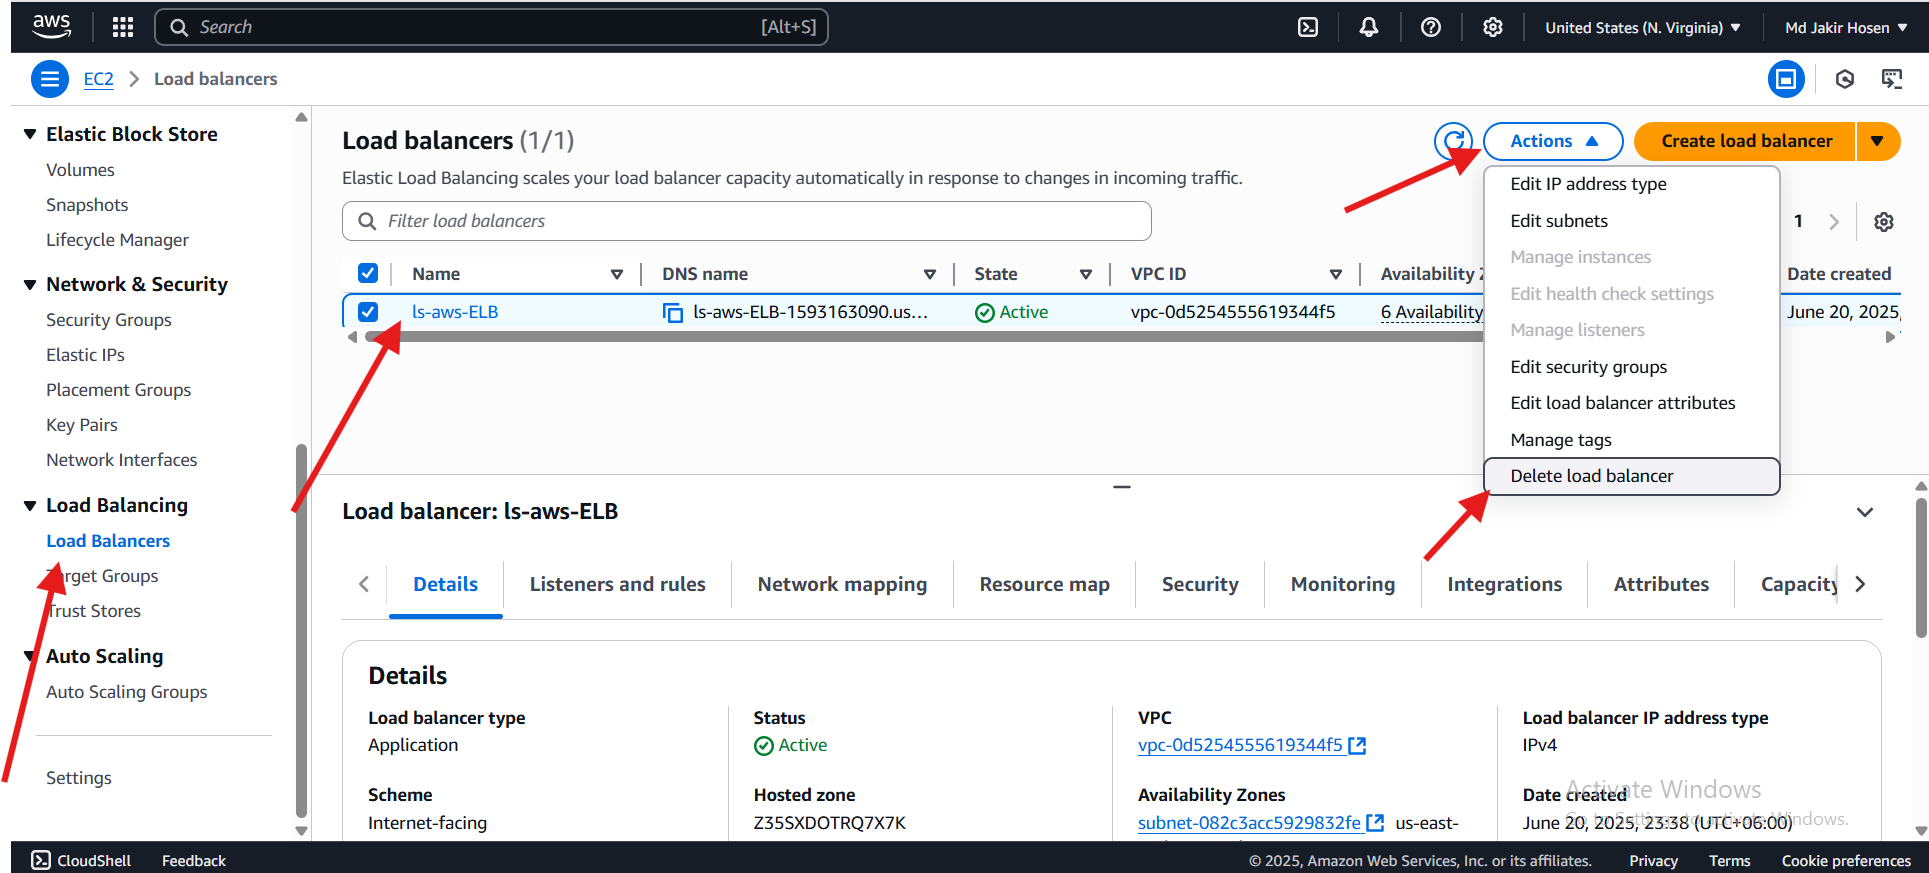 aws
Search [Alt+S]
United States (N. Virginia)
Md Jakir Hosen
EC2 Load balancers
Elastic Block Store
Volumes
Snapshots
Lifecycle Manager
Network & Security
Security Groups
Elastic IPs
Placement Groups
Key Pairs
Network Interfaces
Load Balancing
Load Balancers
Target Groups
Trust Stores
Auto Scaling
Auto Scaling Groups
Settings
Load balancers (1/1)
Actions
Create load balancer
Elastic Load Balancing scales your load balancer capacity automatically in response to changes in incoming traffic.
Filter load balancers
1
Name DNS name State VPC ID Availability Date created
ls-aws-ELB ls-aws-ELB-1593163090.us... Active vpc-0d5254555619344f5 6 Availability June 20, 2025,
Edit IP address type
Edit subnets
Manage instances
Edit health check settings
Manage listeners
Edit security groups
Edit load balancer attributes
Manage tags
Delete load balancer
Load balancer: ls-aws-ELB
Details Listeners and rules Network mapping Resource map Security Monitoring Integrations Attributes Capacity
Details
Load balancer type
Application
Status
Active
VPC
vpc-0d5254555619344f5
Load balancer IP address type
IPv4
Scheme
Internet-facing
Hosted zone
Z35SXDOTRQ7X7K
Availability Zones
subnet-082c3acc5929832fe us-east-
Date created
June 20, 2025, 23:38 (UTC+06:00)
Activate Windows
Go to Settings to activate Windows.
CloudShell Feedback
© 2025, Amazon Web Services, Inc. or its affiliates. Privacy Terms Cookie preferences